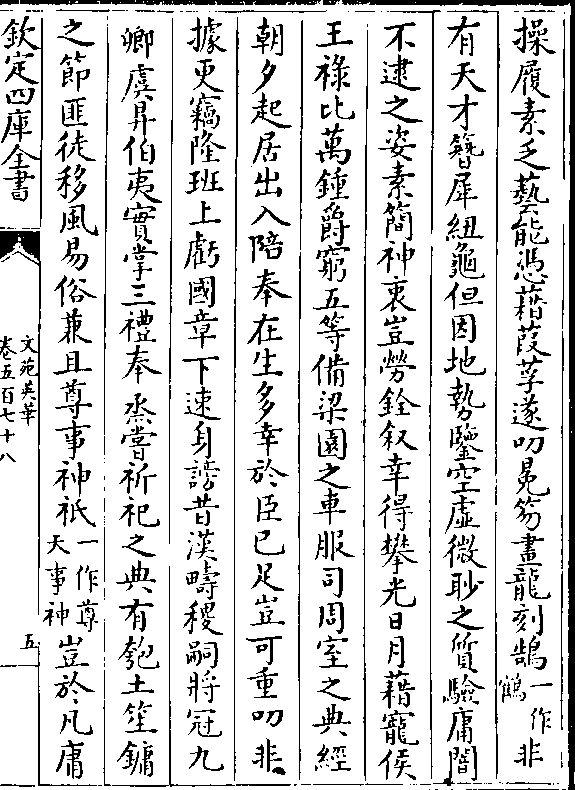 操履素乏藝能憑藉葭莩遂叨冕笏畫龍刻鵠一作鶴非
有天才簪犀紐龜但因地勢鑒空虛微眇之質驗庸闇
不逮之姿素簡神衷豈勞銓叙幸得攀光日月藉寵侯
王祿比萬鍾爵窮五等備梁園之車服司周室之典經
朝夕起居出入陪奉在生多幸於臣已足豈可重叨非
據更竊隆班上虧國章下速身謗昔漢疇稷嗣將冠九
卿虞昇伯夷實掌三禮奉烝嘗祈祀之典有匏土笙鏞
之節匪徒移風易俗兼且尊事神祇一作尊天事神豈於凡庸
欽定四庫全書
文苑英華
卷五百七十八
五